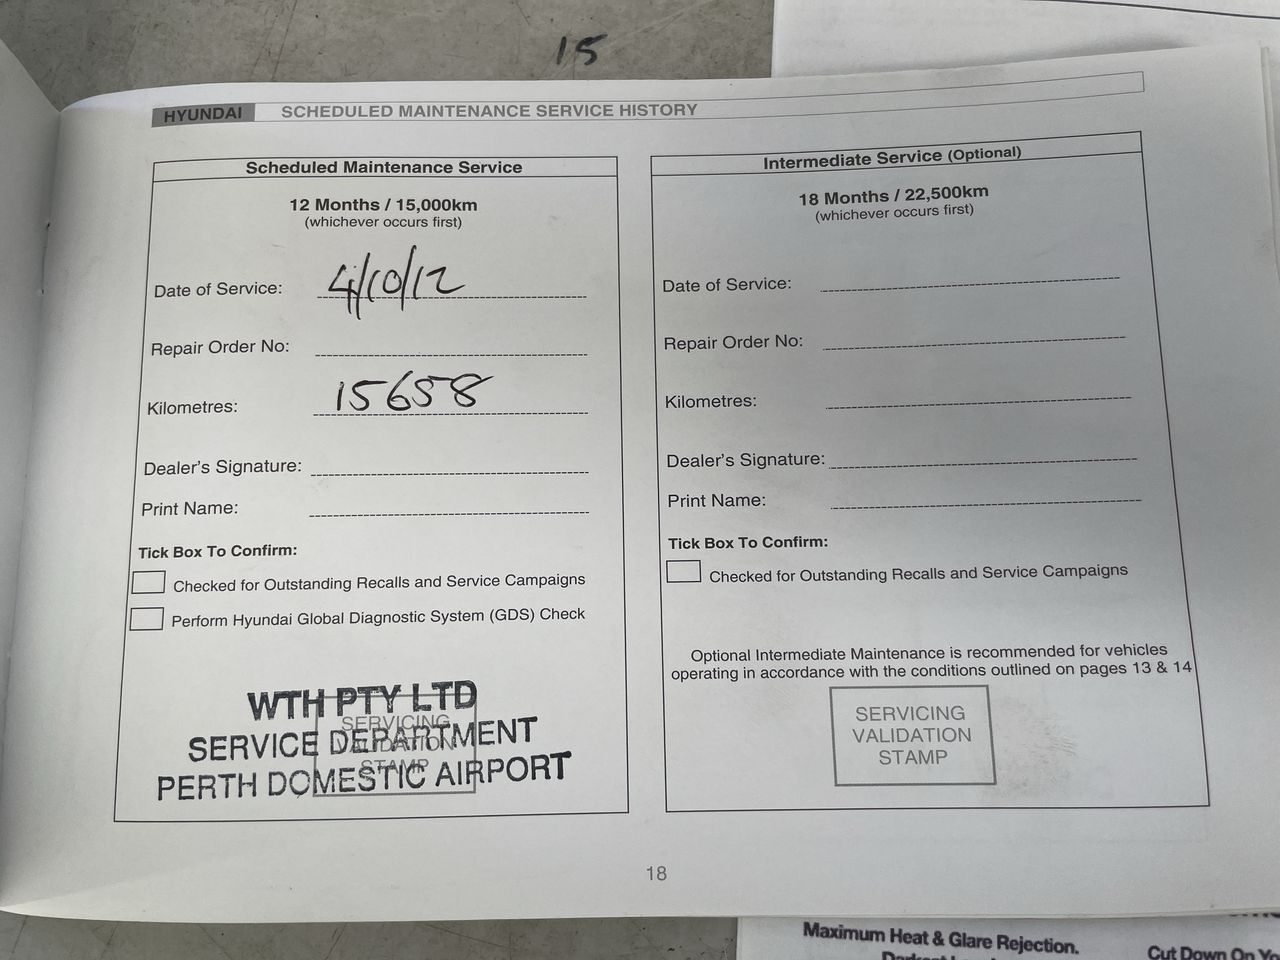 15
HYUNDAI SCHEDULED MAINTENANCE SERVICE HISTORY
Scheduled Maintenance Service
12 Months / 15,000km
(whichever occurs first)
Date of Service: 4/10/12
Repair Order No:
Kilometres: 15658
Dealer's Signature:
Print Name:
Tick Box To Confirm:
Checked for Outstanding Recalls and Service Campaigns
Perform Hyundai Global Diagnostic System (GDS) Check
SERVICING
VALIDATION
STAMP
WTH PTY LTD
SERVICE DEPARTMENT
PERTH DOMESTIC AIRPORT
Intermediate Service (Optional)
18 Months / 22,500km
(whichever occurs first)
Date of Service:
Repair Order No:
Kilometres:
Dealer's Signature:
Print Name:
Tick Box To Confirm:
Checked for Outstanding Recalls and Service Campaigns
Optional Intermediate Maintenance is recommended for vehicles
operating in accordance with the conditions outlined on pages 13 & 14
SERVICING
VALIDATION
STAMP
18
Maximum Heat & Glare Rejection.
Cut Down On